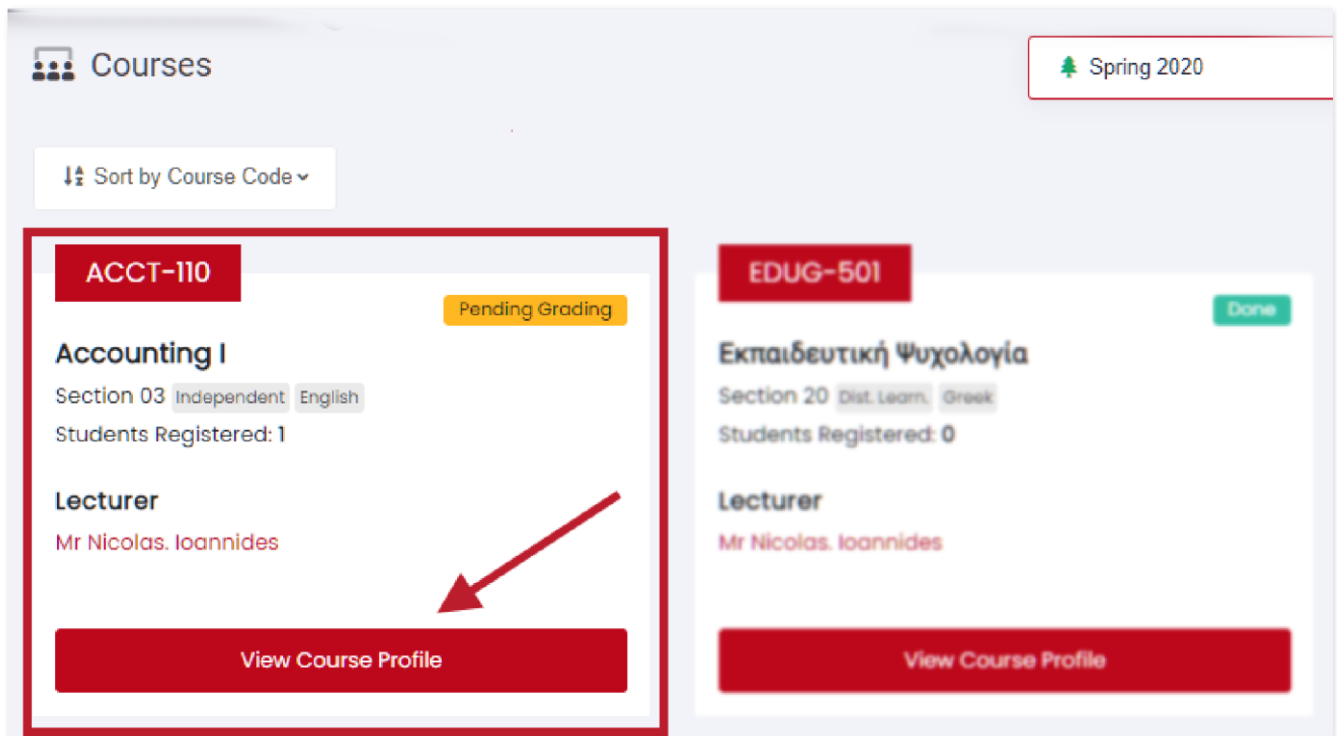 Courses
Spring 2020
Sort by Course Code
ACCT-110
Pending Grading
Accounting I
Section 03 Independent English
Students Registered: 1
Lecturer
Mr Nicolas. Ioannides
View Course Profile
EDUG-501
Done
Εκπαιδευτική Ψυχολογία
Section 20 Dist. Learn. Greek
Students Registered: 0
Lecturer
Mr Nicolas. Ioannides
View Course Profile